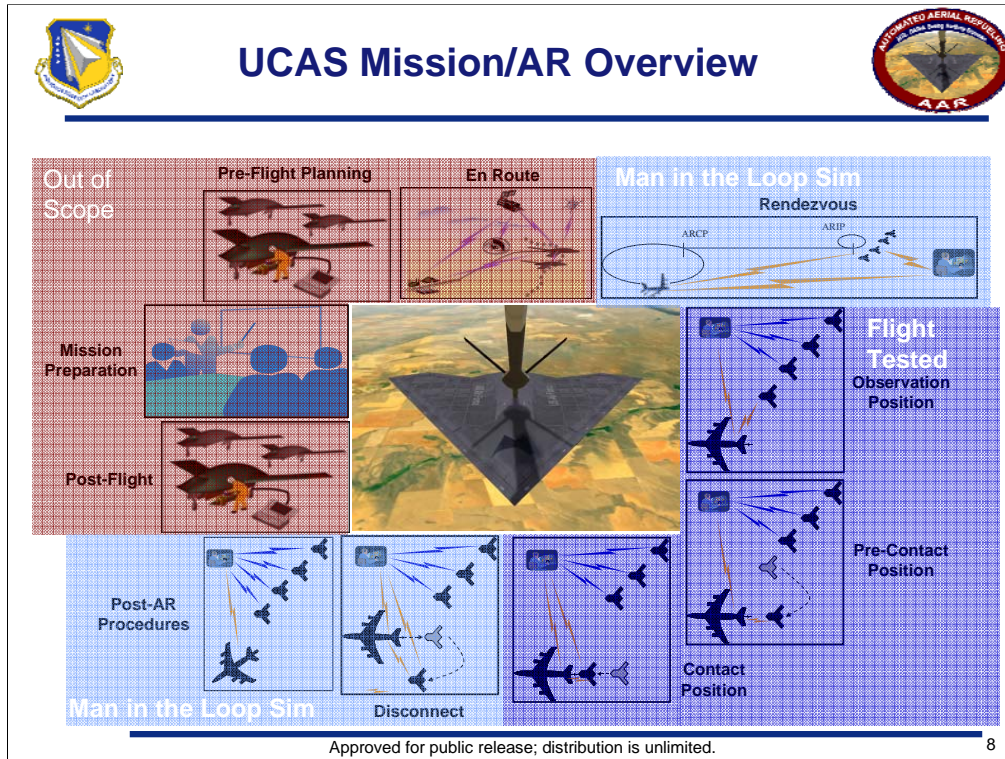 UCAS Mission/AR Overview
AUTOMATED AERIAL REFUELING
AAR
Out of
Scope
Pre-Flight Planning
En Route
Man in the Loop Sim
Rendezvous
ARCP
ARIP
Mission
Preparation
Flight
Tested
Observation
Position
Post-Flight
Pre-Contact
Position
Post-AR
Procedures
Contact
Position
Man in the Loop Sim
Disconnect
Approved for public release; distribution is unlimited.
8